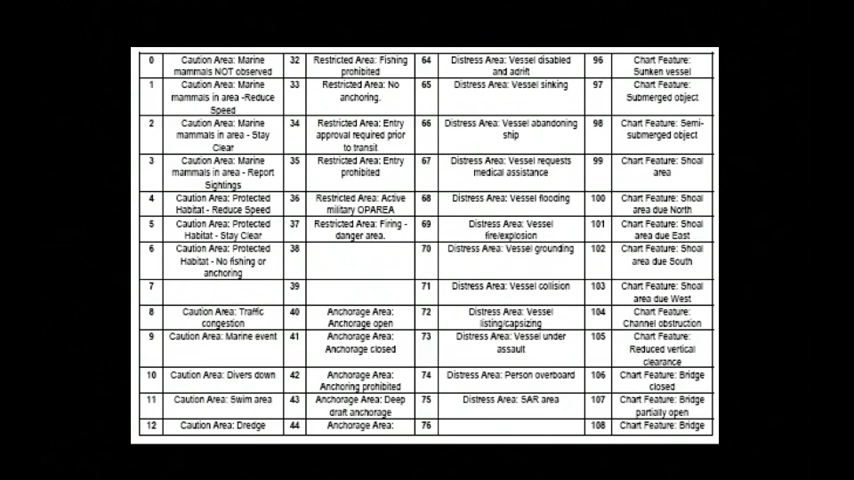 0 Caution Area: Marine mammals NOT observed 32 Restricted Area: Fishing prohibited 64 Distress Area: Vessel disabled and adrift 96 Chart Feature: Sunken vessel
1 Caution Area: Marine mammals in area -Reduce Speed 33 Restricted Area: No anchoring. 65 Distress Area: Vessel sinking 97 Chart Feature: Submerged object
2 Caution Area: Marine mammals in area - Stay Clear 34 Restricted Area: Entry approval required prior to transit 66 Distress Area: Vessel abandoning ship 98 Chart Feature: Semi-submerged object
3 Caution Area: Marine mammals in area - Report Sightings 35 Restricted Area: Entry prohibited 67 Distress Area: Vessel requests medical assistance 99 Chart Feature: Shoal area
4 Caution Area: Protected Habitat - Reduce Speed 36 Restricted Area: Active military OPAREA 68 Distress Area: Vessel flooding 100 Chart Feature: Shoal area due North
5 Caution Area: Protected Habitat - Stay Clear 37 Restricted Area: Firing - danger area. 69 Distress Area: Vessel fire/explosion 101 Chart Feature: Shoal area due East
6 Caution Area: Protected Habitat - No fishing or anchoring 38 70 Distress Area: Vessel grounding 102 Chart Feature: Shoal area due South
7 39 71 Distress Area: Vessel collision 103 Chart Feature: Shoal area due West
8 Caution Area: Traffic congestion 40 Anchorage Area: Anchorage open 72 Distress Area: Vessel listing/capsizing 104 Chart Feature: Channel obstruction
9 Caution Area: Marine event 41 Anchorage Area: Anchorage closed 73 Distress Area: Vessel under assault 105 Chart Feature: Reduced vertical clearance
10 Caution Area: Divers down 42 Anchorage Area: Anchoring prohibited 74 Distress Area: Person overboard 106 Chart Feature: Bridge closed
11 Caution Area: Swim area 43 Anchorage Area: Deep draft anchorage 75 Distress Area: SAR area 107 Chart Feature: Bridge partially open
12 Caution Area: Dredge 44 Anchorage Area: 76 108 Chart Feature: Bridge